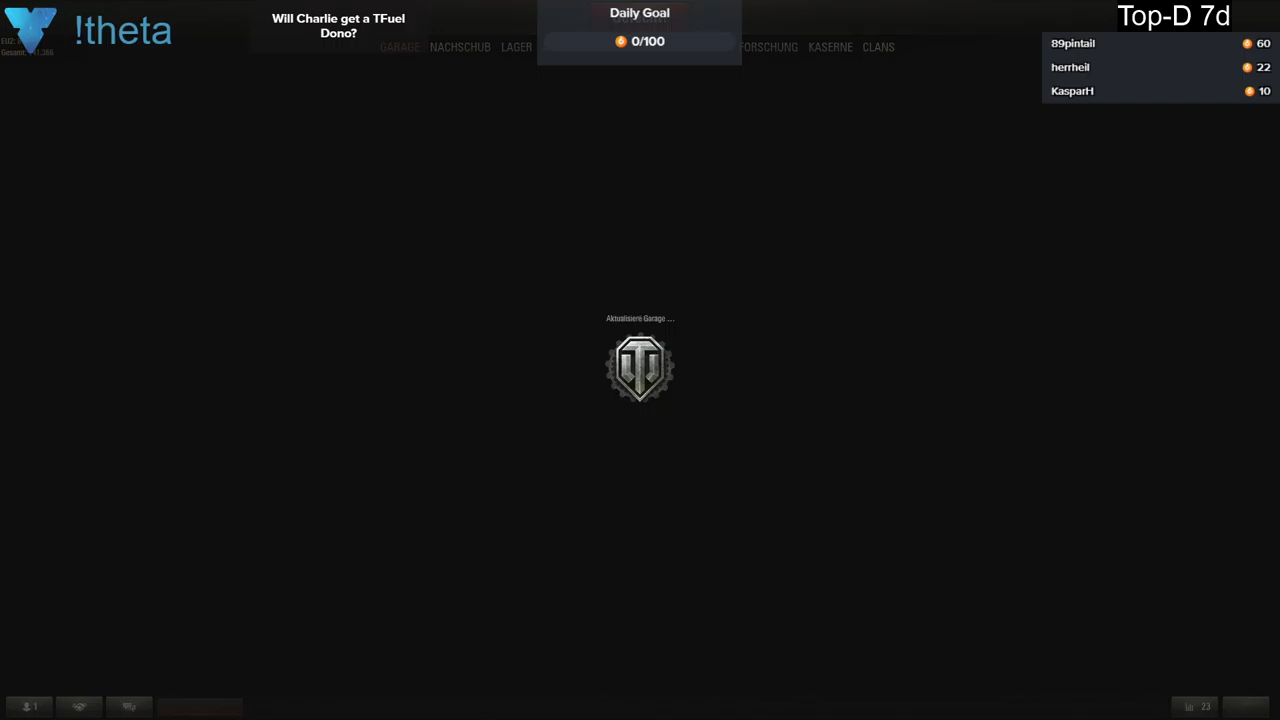 !theta
Will Charlie get a TFuel
Dono?
Daily Goal
0/100
Top-D 7d
89pintail 60
herrheil 22
KasparH 10
GARAGE NACHSCHUB LAGER FORSCHUNG KASERNE CLANS
Aktualisiere Garage ...
1
23